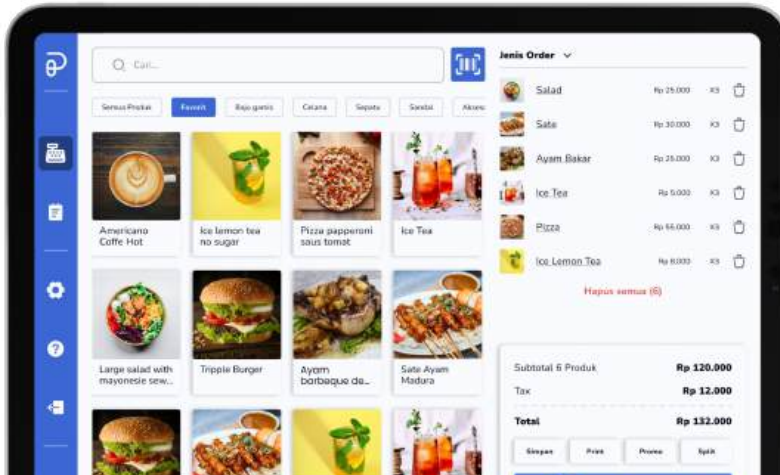 Cari...
Jenis Order
Semua Produk
Favorit
Baju gamis
Celana
Sepatu
Sandal
Akses
Salad Rp 25.000 X3
Sate Rp 30.000 X3
Ayam Bakar Rp 25.000 X3
Ice Tea Rp 5.000 X3
Pizza Rp 55.000 X3
Ice Lemon Tea Rp 8.000 X3
Hapus semua (6)
Americano
Coffe Hot
Ice lemon tea
no sugar
Pizza papperoni
saus tomat
Ice Tea
Large salad with
mayonesie sew...
Tripple Burger
Ayam
barbeque de...
Sate Ayam
Madura
Subtotal 6 Produk Rp 120.000
Tax Rp 12.000
Total Rp 132.000
Simpan
Print
Promo
Split